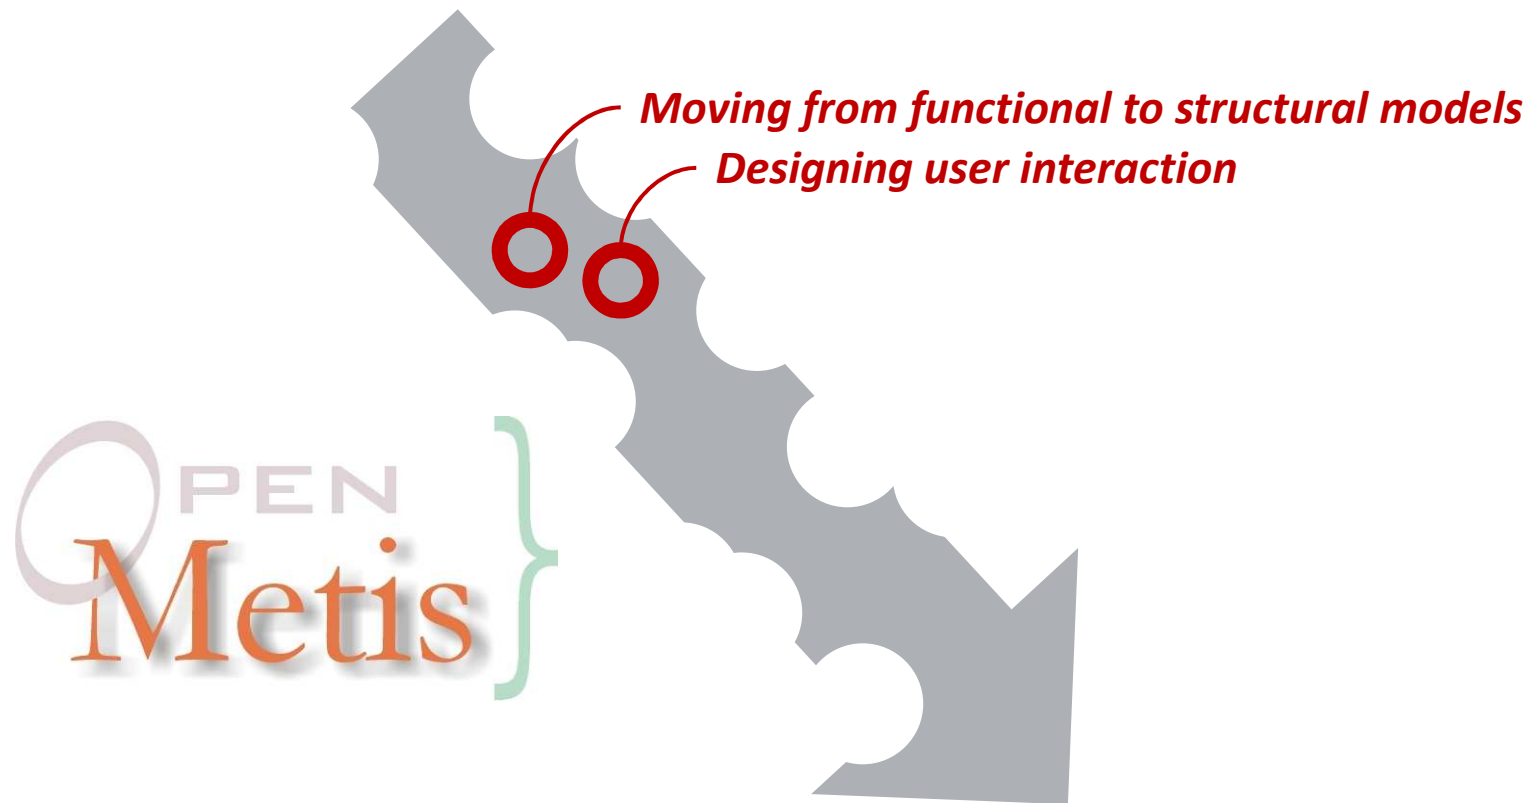 Moving from functional to structural models
Designing user interaction
OPEN
Metis}